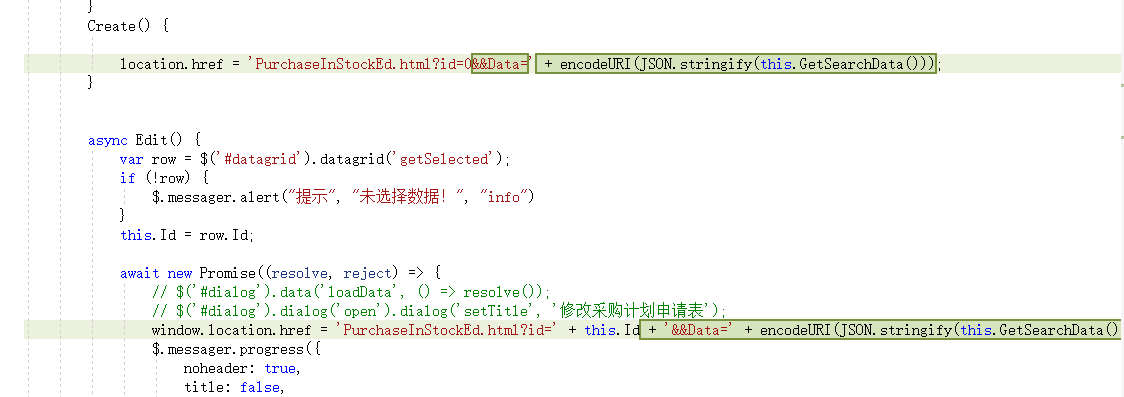 }
Create() {
location.href = 'PurchaseInStockEd.html?id=0&&Data=' + encodeURI(JSON.stringify(this.GetSearchData()));
}
async Edit() {
var row = $('#datagrid').datagrid('getSelected');
if (!row) {
$.messager.alert("提示", "未选择数据！", "info")
}
this.Id = row.Id;
await new Promise((resolve, reject) => {
// $('#dialog').data('loadData', () => resolve());
// $('#dialog').dialog('open').dialog('setTitle', '修改采购计划申请表');
window.location.href = 'PurchaseInStockEd.html?id=' + this.Id + '&&Data=' + encodeURI(JSON.stringify(this.GetSearchData()
$.messager.progress({
noheader: true,
title: false,